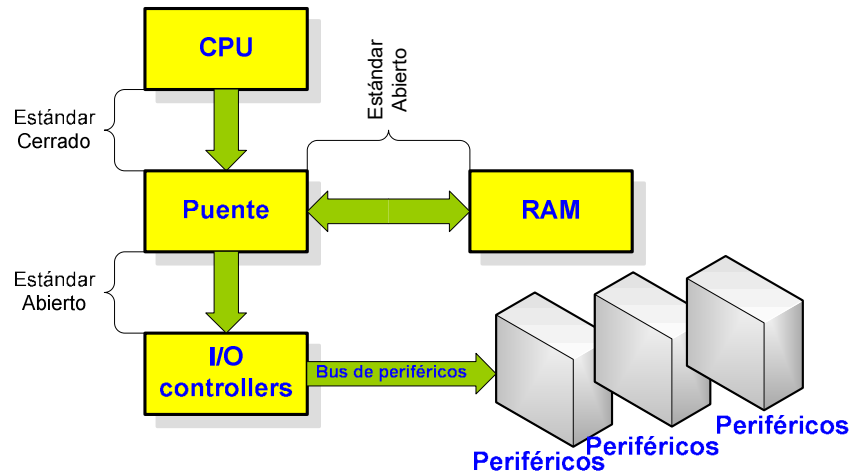 CPU
Estándar
Abierto
Estándar
Cerrado
Puente
RAM
Estándar
Abierto
I/O
controllers
Bus de periféricos
Periféricos
Periféricos
Periféricos